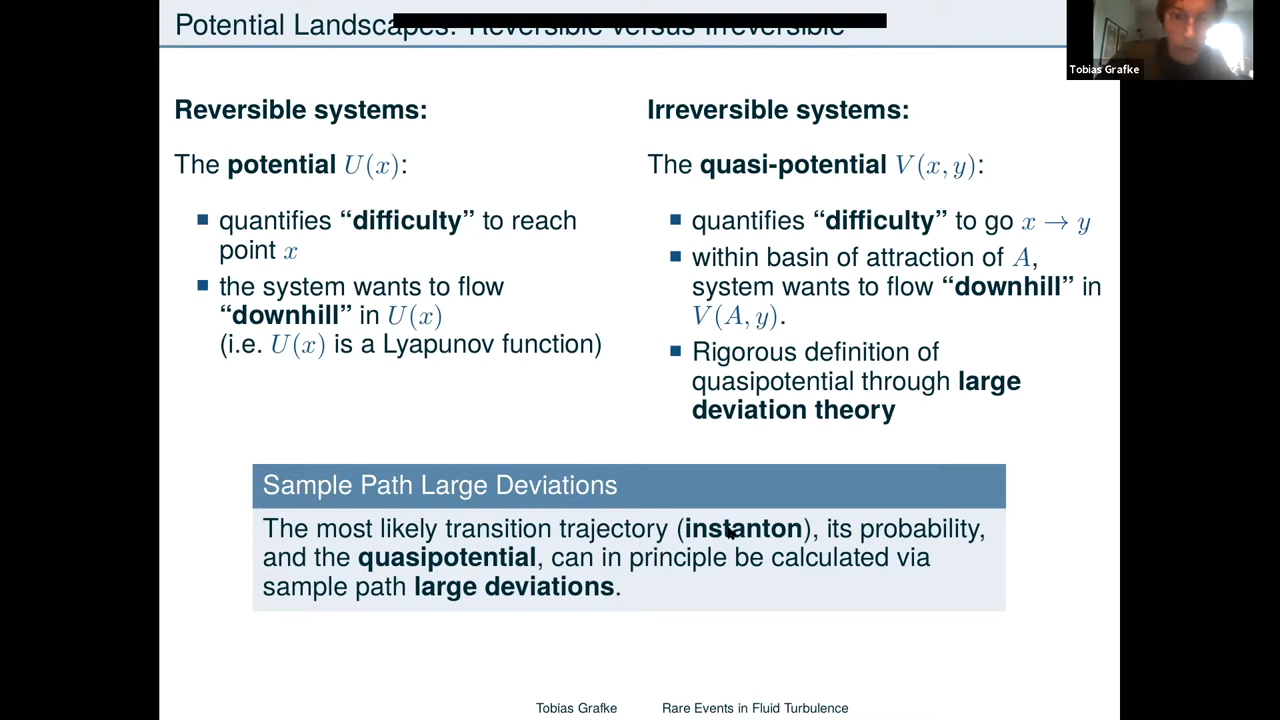 Potential Landscapes: Reversible versus Irreversible
Tobias Grafke
Reversible systems:
The potential U(x):
■ quantifies “difficulty” to reach
point x
■ the system wants to flow
“downhill” in U(x)
(i.e. U(x) is a Lyapunov function)
Irreversible systems:
The quasi-potential V(x, y):
■ quantifies “difficulty” to go x → y
■ within basin of attraction of A,
system wants to flow “downhill” in
V(A, y).
■ Rigorous definition of
quasipotential through large
deviation theory
Sample Path Large Deviations
The most likely transition trajectory (instanton), its probability,
and the quasipotential, can in principle be calculated via
sample path large deviations.
Tobias Grafke Rare Events in Fluid Turbulence